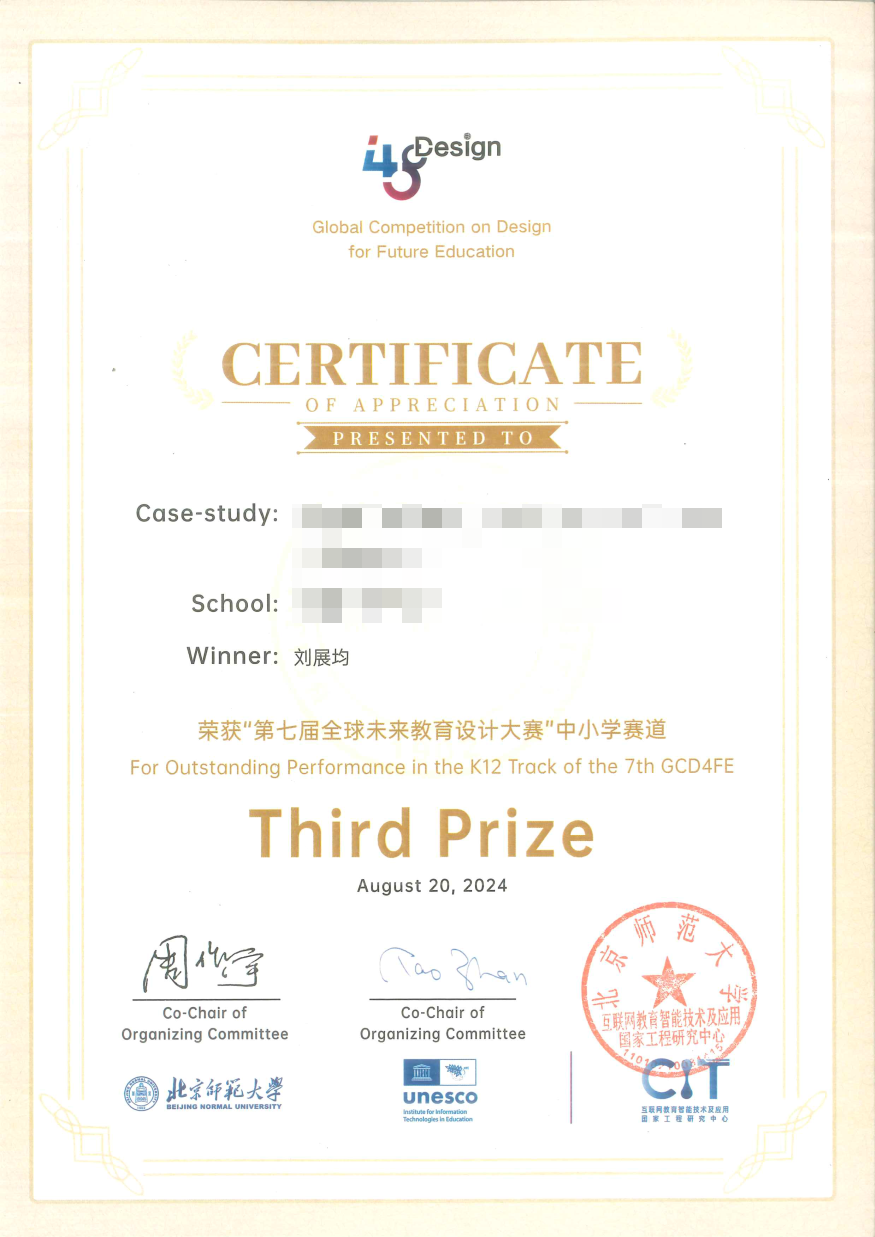 i48
Design®
Global Competition on Design
for Future Education
CERTIFICATE
OF APPRECIATION
PRESENTED TO
Case-study:
School:
Winner: 刘展均
荣获“第七届全球未来教育设计大赛”中小学赛道
For Outstanding Performance in the K12 Track of the 7th GCD4FE
Third Prize
August 20, 2024
周作宇
Tao Zhan
Co-Chair of
Organizing Committee
Co-Chair of
Organizing Committee
北京师范大学
互联网教育智能技术及应用
国家工程研究中心
北京师范大学
BEIJING NORMAL UNIVERSITY
unesco
Institute for Information
Technologies in Education
CIT
互联网教育智能技术及应用
国家工程研究中心